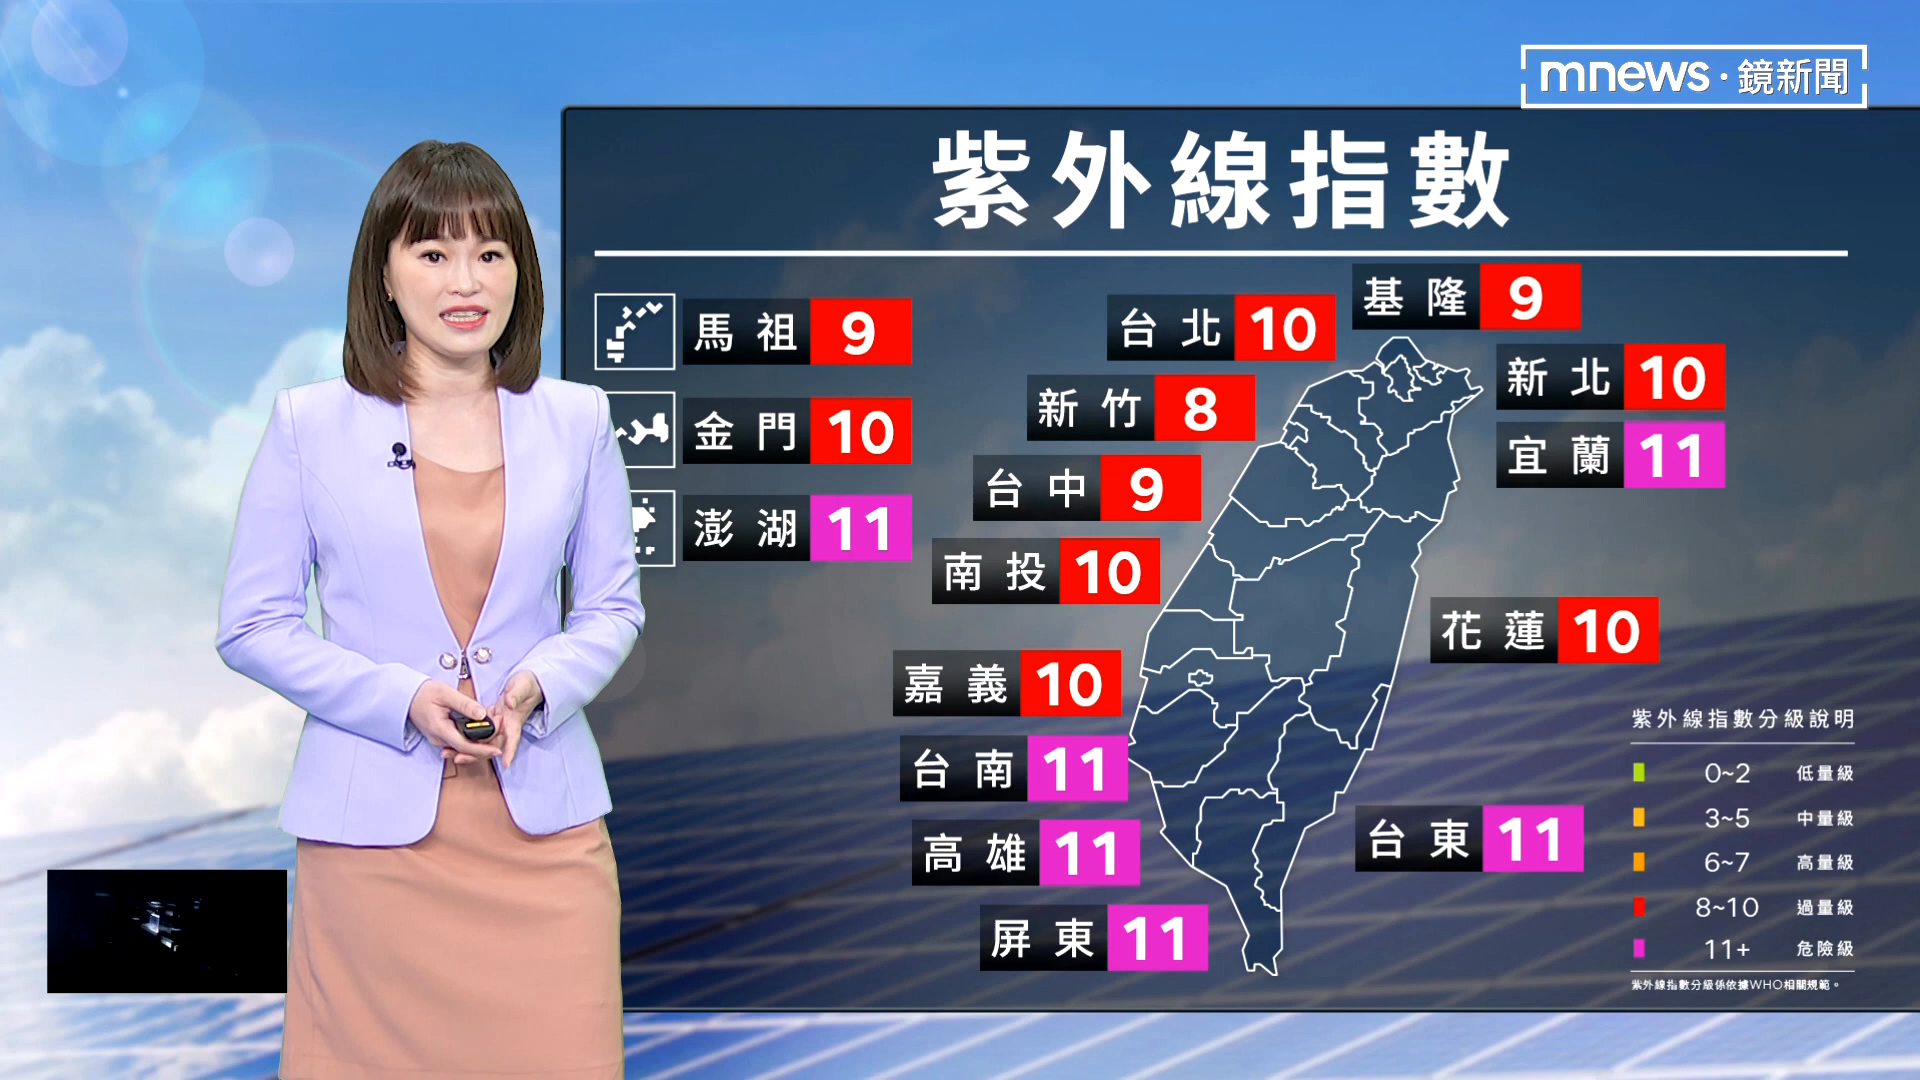 mnews·鏡新聞
紫外線指數
馬祖 9
金門 10
澎湖 11
基隆 9
台北 10
新北 10
新竹 8
宜蘭 11
台中 9
南投 10
花蓮 10
嘉義 10
台南 11
高雄 11
台東 11
屏東 11
紫外線指數分級說明
0~2 低量級
3~5 中量級
6~7 高量級
8~10 過量級
11+ 危險級
紫外線指數分級係依據WHO相關規範。